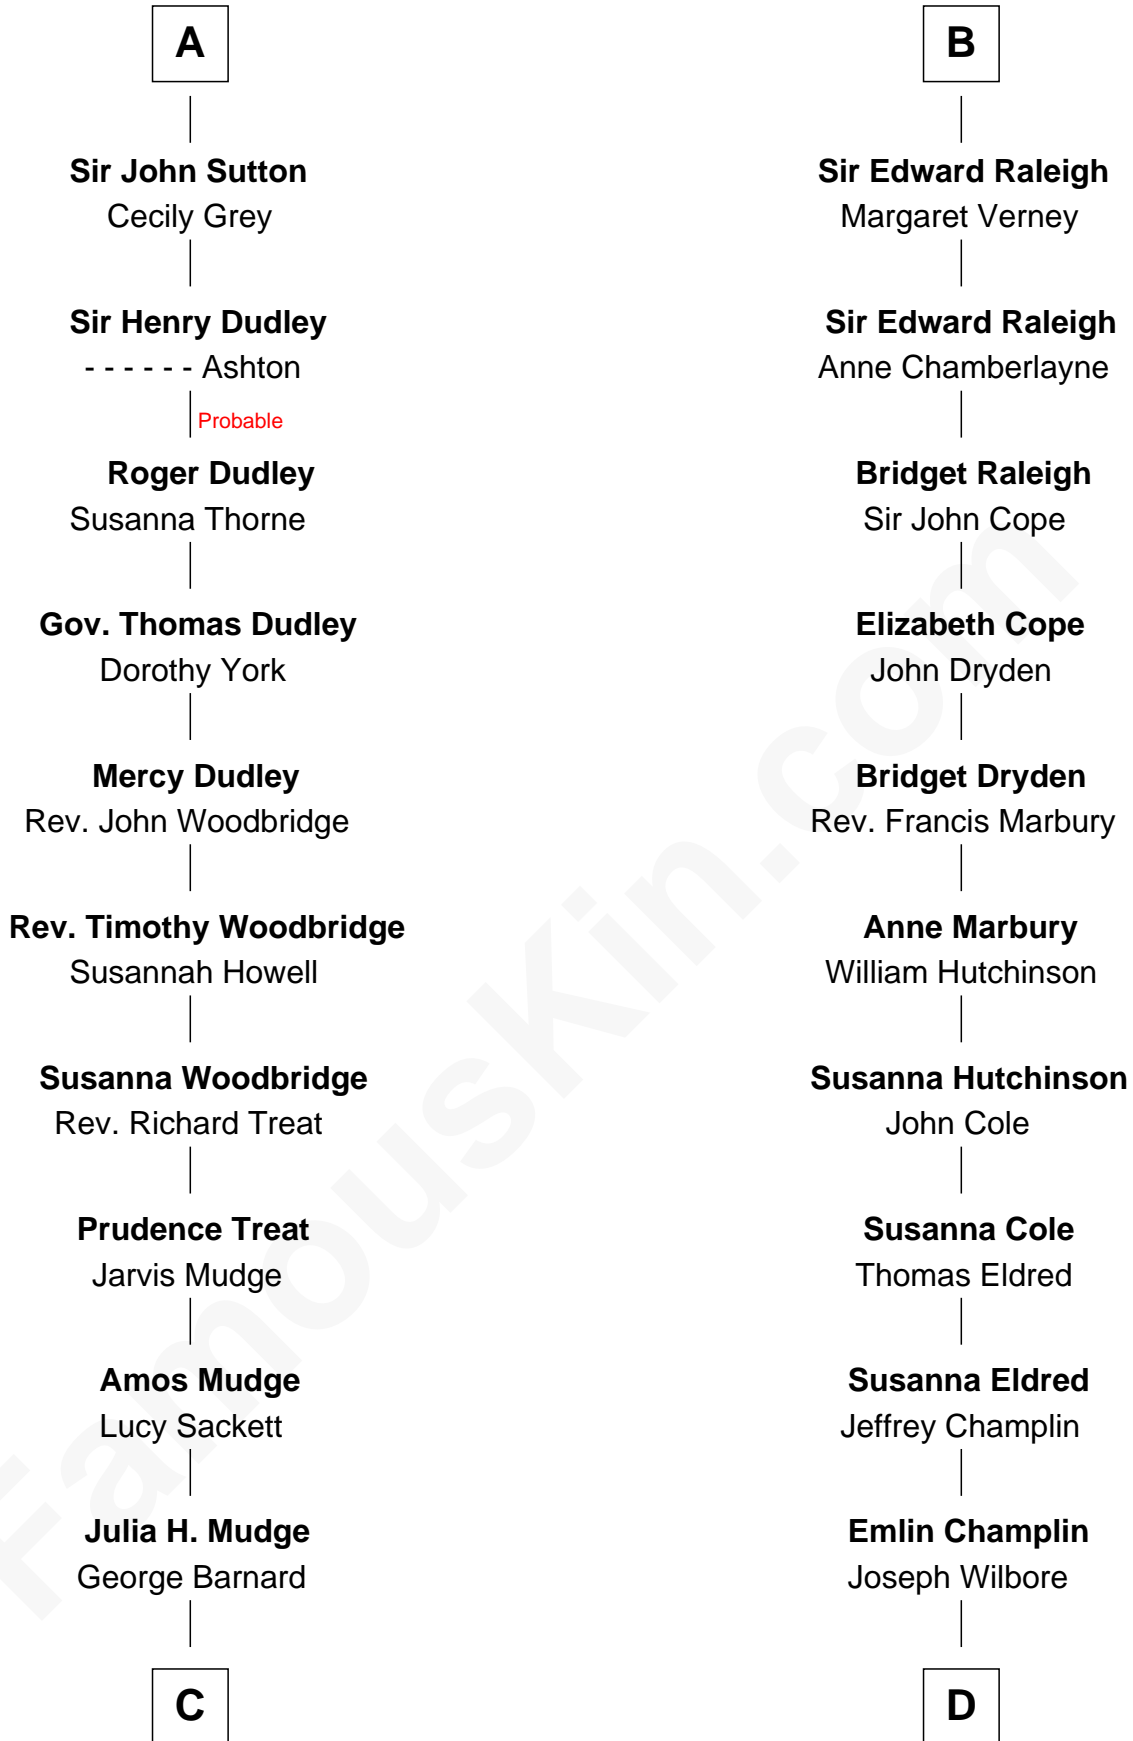 A
Sir John Sutton
Cecily Grey
Sir Henry Dudley
- - - - - - Ashton
Probable
Roger Dudley
Susanna Thorne
Gov. Thomas Dudley
Dorothy York
Mercy Dudley
Rev. John Woodbridge
Rev. Timothy Woodbridge
Susannah Howell
Susanna Woodbridge
Rev. Richard Treat
Prudence Treat
Jarvis Mudge
Amos Mudge
Lucy Sackett
Julia H. Mudge
George Barnard
C
B
Sir Edward Raleigh
Margaret Verney
Sir Edward Raleigh
Anne Chamberlayne
Bridget Raleigh
Sir John Cope
Elizabeth Cope
John Dryden
Bridget Dryden
Rev. Francis Marbury
Anne Marbury
William Hutchinson
Susanna Hutchinson
John Cole
Susanna Cole
Thomas Eldred
Susanna Eldred
Jeffrey Champlin
Emlin Champlin
Joseph Wilbore
D
FamousKin.com